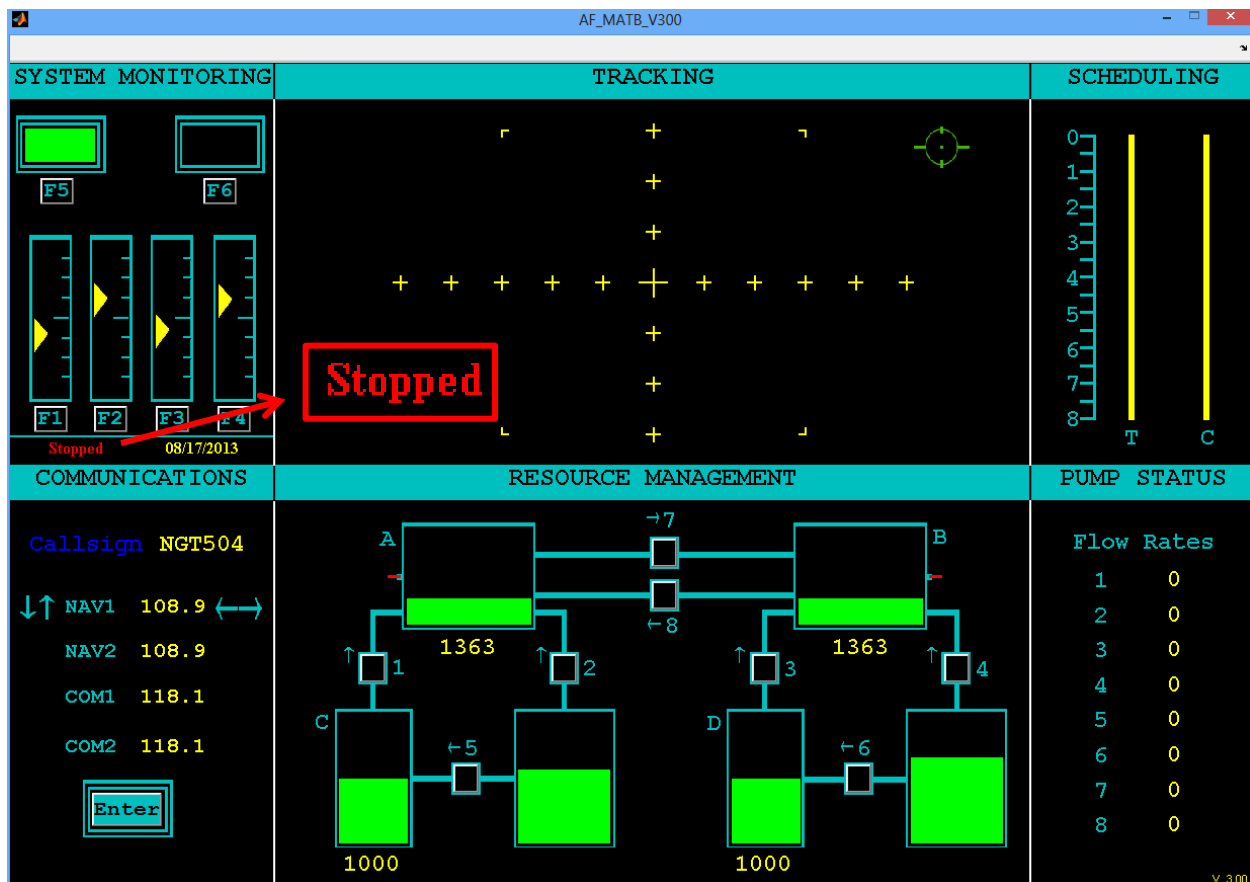 AF_MATB_V300
SYSTEM MONITORING
F5
F6
F1 F2 F3 F4
Stopped 08/17/2013
TRACKING
Stopped
SCHEDULING
0
1
2
3
4
5
6
7
8
T C
COMMUNICATIONS
Callsign NGT504
↓↑ NAV1 108.9 ←→
NAV2 108.9
COM1 118.1
COM2 118.1
Enter
RESOURCE MANAGEMENT
→7
A
B
←8
1363
1363
↑ 1
↑ 2
↑ 3
↑ 4
C
D
←5
←6
1000
1000
PUMP STATUS
Flow Rates
1 0
2 0
3 0
4 0
5 0
6 0
7 0
8 0
V 3.00